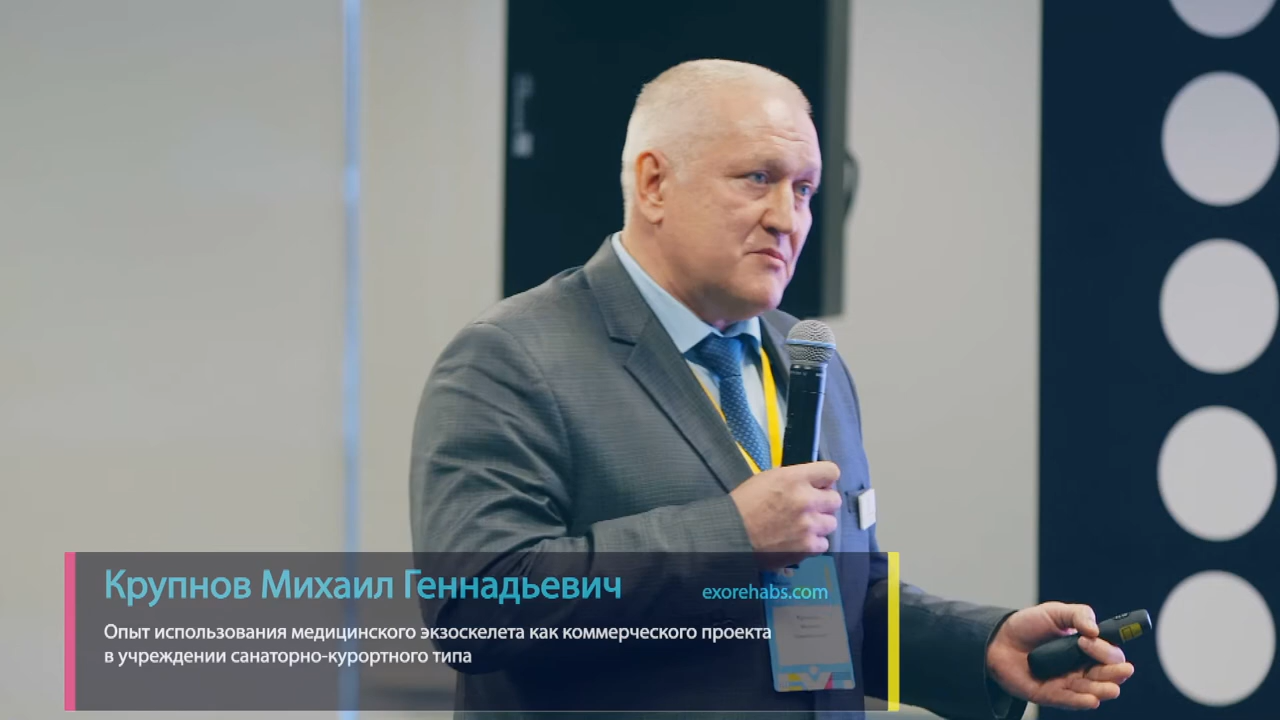 Крупнов Михаил Геннадьевич
exorehabs.com
Опыт использования медицинского экзоскелета как коммерческого проекта
в учреждении санаторно-курортного типа